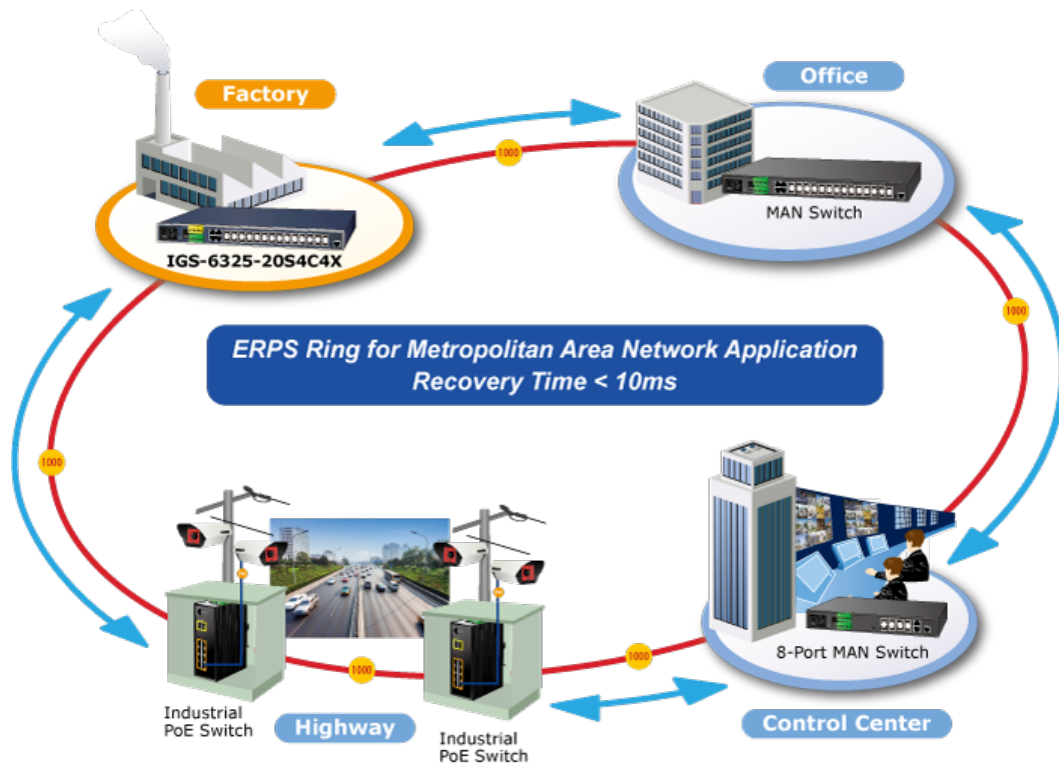 Factory
Office
1000
MAN Switch
IGS-6325-20S4C4X
1000
ERPS Ring for Metropolitan Area Network Application
Recovery Time < 10ms
1000
1000
1000
8-Port MAN Switch
Industrial
PoE Switch
Highway
Industrial
PoE Switch
Control Center